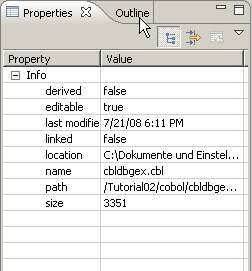 Properties Outline
Property Value
Info
derived false
editable true
last modifie 7/21/08 6:11 PM
linked false
location C:\Dokumente und Einstel...
name cbldbgex.cbl
path /Tutorial02/cobol/cbldbge...
size 3351